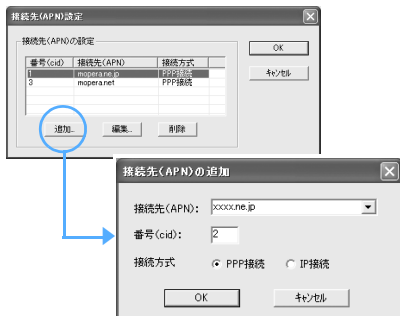 接続先(APN)設定
接続先(APN)の設定
番号(cid) 接続先(APN) 接続方式
1 mopera.ne.jp PPP接続
3 mopera.net PPP接続
追加... 編集... 削除
OK
キャンセル
接続先(APN)の追加
接続先(APN): xxxx.ne.jp
番号(cid): 2
接続方式 PPP接続 IP接続
OK キャンセル